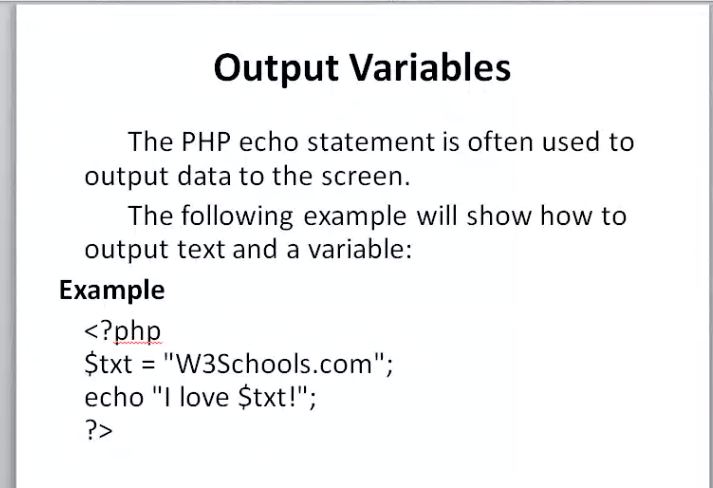 Output Variables
The PHP echo statement is often used to
output data to the screen.
The following example will show how to
output text and a variable:
Example
<?php
$txt = "W3Schools.com";
echo "I love $txt!";
?>